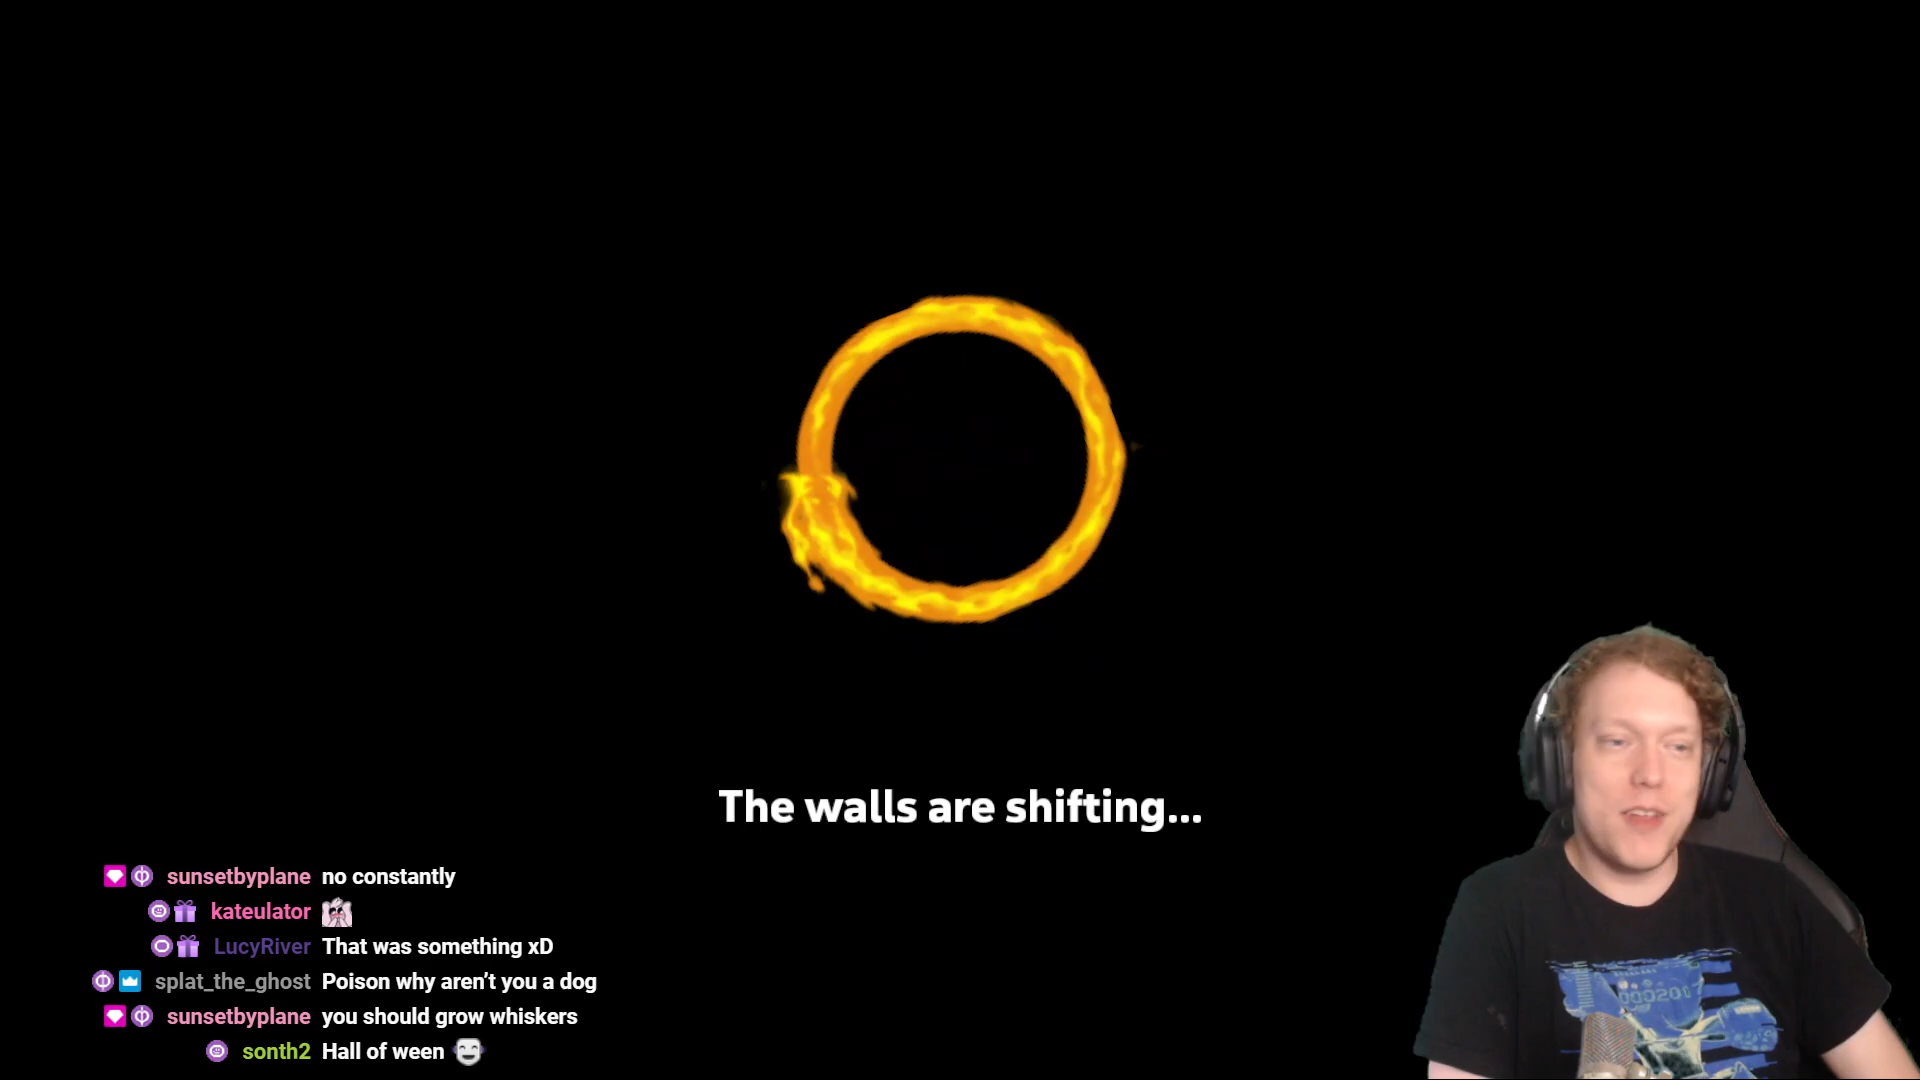 The walls are shifting...
sunsetbyplane no constantly
kateulator
LucyRiver That was something xD
splat_the_ghost Poison why aren’t you a dog
sunsetbyplane you should grow whiskers
sonth2 Hall of ween